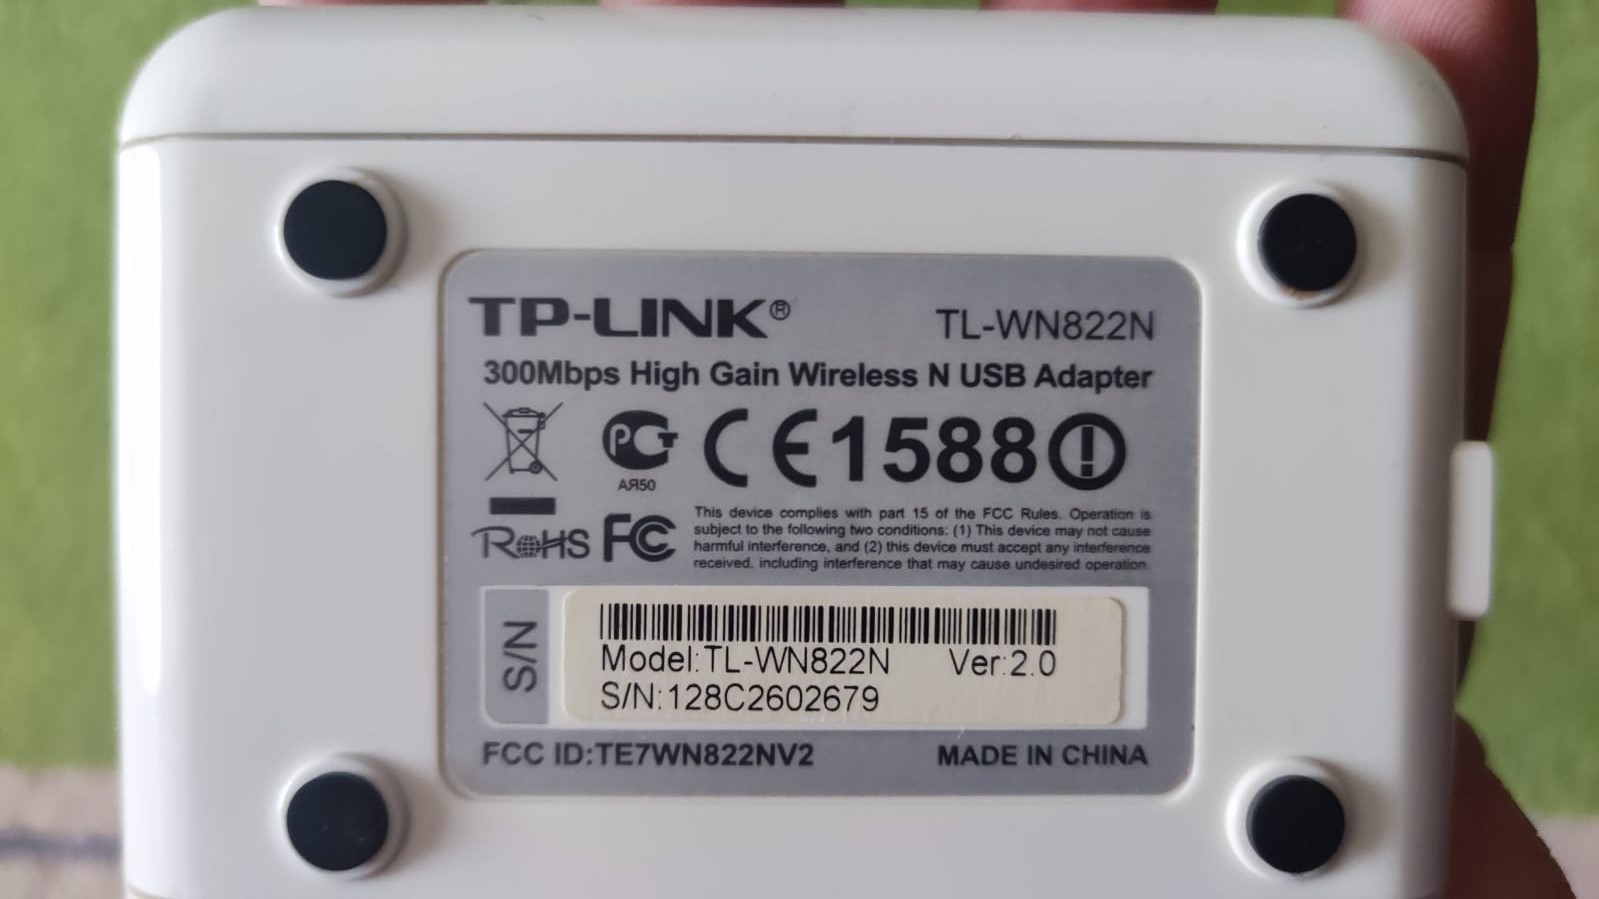 TP-LINK® TL-WN822N
300Mbps High Gain Wireless N USB Adapter
РСТ CE1588
АЯ50
RoHS FC
This device complies with part 15 of the FCC Rules. Operation is
subject to the following two conditions: (1) This device may not cause
harmful interference, and (2) this device must accept any interference
received, including interference that may cause undesired operation.
S/N
Model:TL-WN822N Ver:2.0
S/N:128C2602679
FCC ID:TE7WN822NV2 MADE IN CHINA